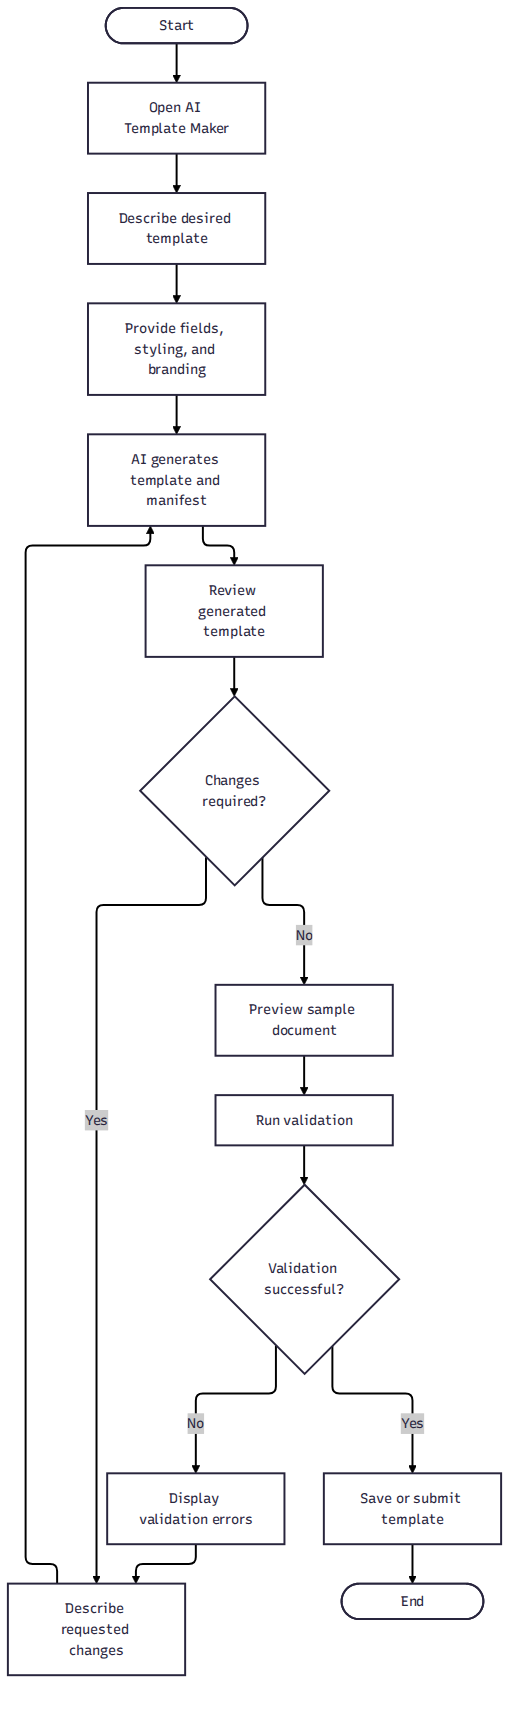 Start
Open AI
Template Maker
Describe desired
template
Provide fields,
styling, and
branding
AI generates
template and
manifest
Review
generated
template
Changes
required?
No
Preview sample
document
Yes
Run validation
Validation
successful?
No
Yes
Display
validation errors
Save or submit
template
Describe
requested
changes
End